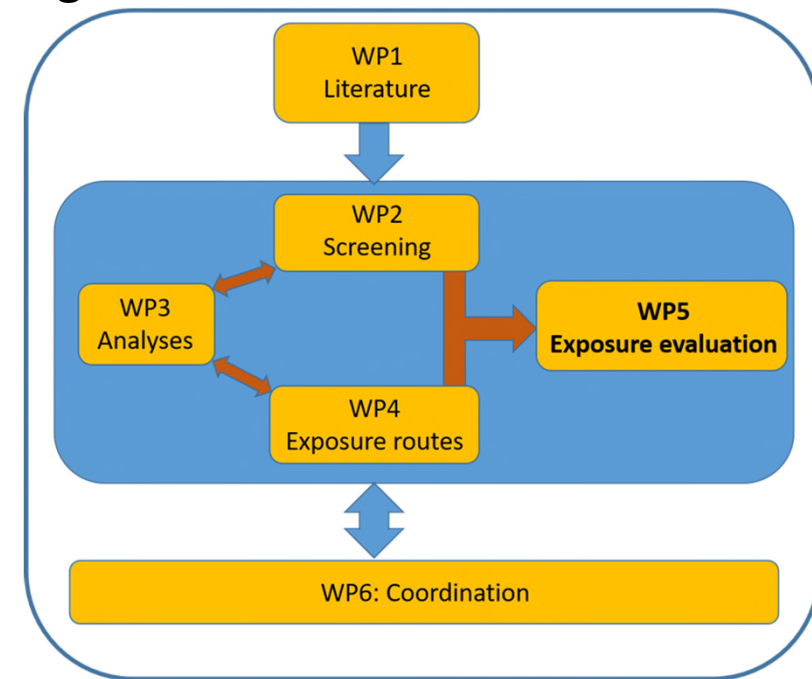 WP1
Literature
WP2
Screening
WP3
Analyses
WP5
Exposure evaluation
WP4
Exposure routes
WP6: Coordination